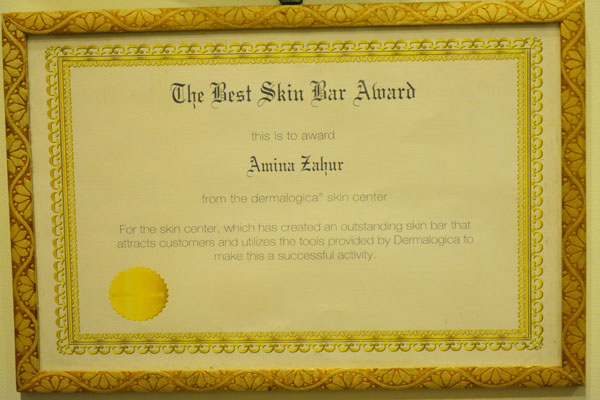 The Best Skin Bar Award
this is to award
Amina Zahur
from the dermalogica® skin center
For the skin center, which has created an outstanding skin bar that
attracts customers and utilizes the tools provided by Dermalogica to
make this a successful activity.